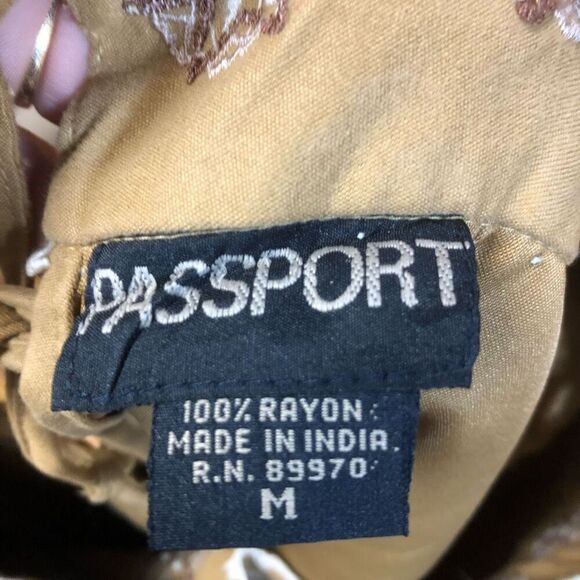 PASSPORT
100% RAYON
MADE IN INDIA.
R.N. 89970
M